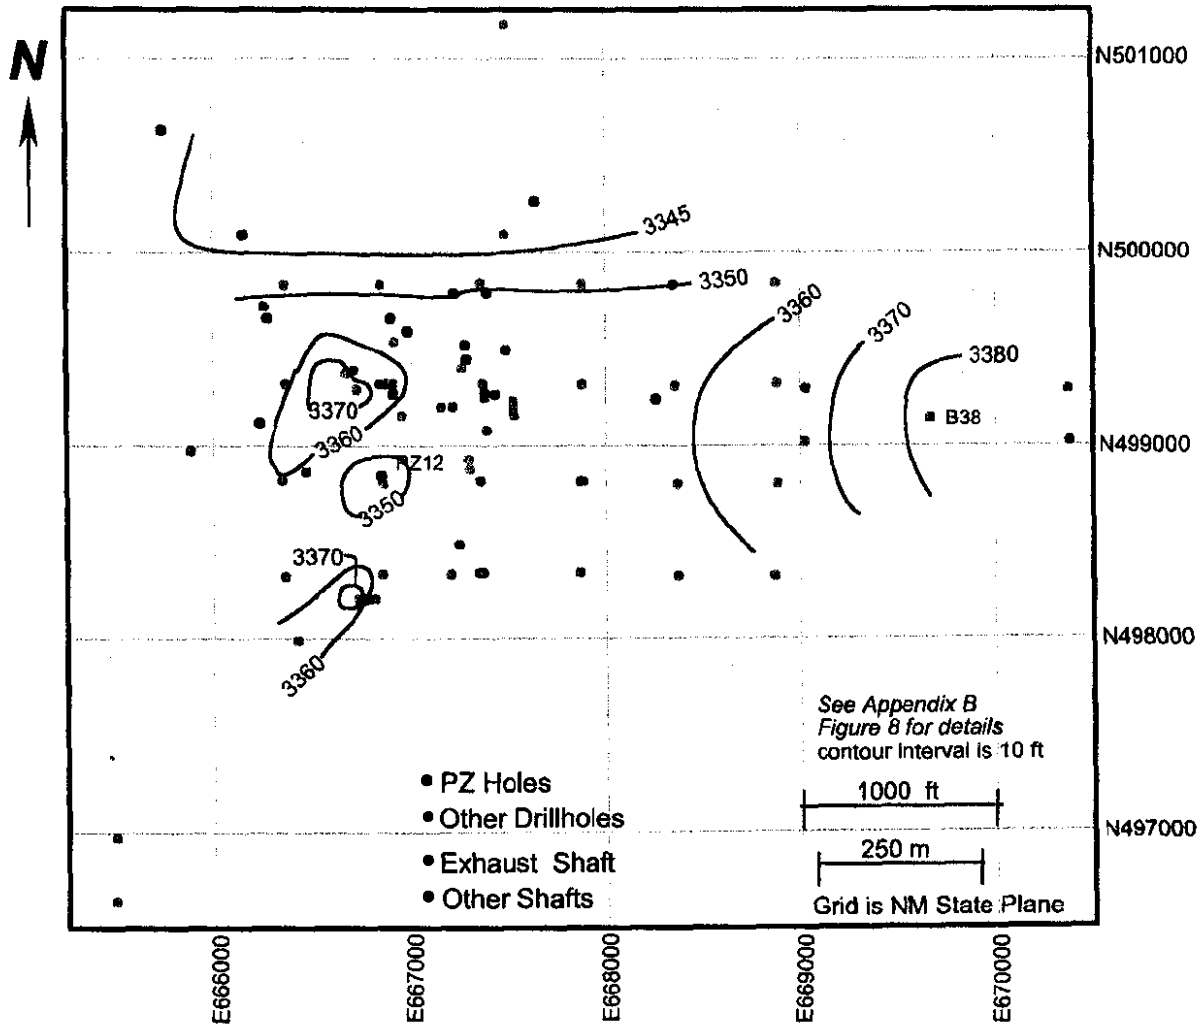 N
N501000
3345
N500000
3350
3360
3370
3380
3370
B38
3360
N499000
PZ12
3350
3370
N498000
3360
See Appendix B
Figure 8 for details
contour interval is 10 ft
PZ Holes
1000 ft
Other Drillholes
N497000
250 m
Exhaust Shaft
Other Shafts
Grid is NM State Plane
E666000
E667000
E668000
E669000
E670000